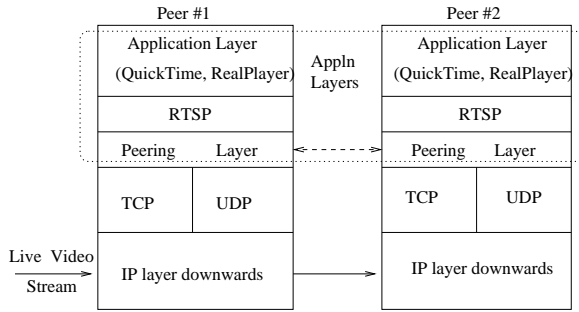 Peer #1
Application Layer
(QuickTime, RealPlayer)
RTSP
Peering Layer
TCP UDP
IP layer downwards
Appln
Layers
Peer #2
Application Layer
(QuickTime, RealPlayer)
RTSP
Peering Layer
TCP UDP
IP layer downwards
Live Video
Stream